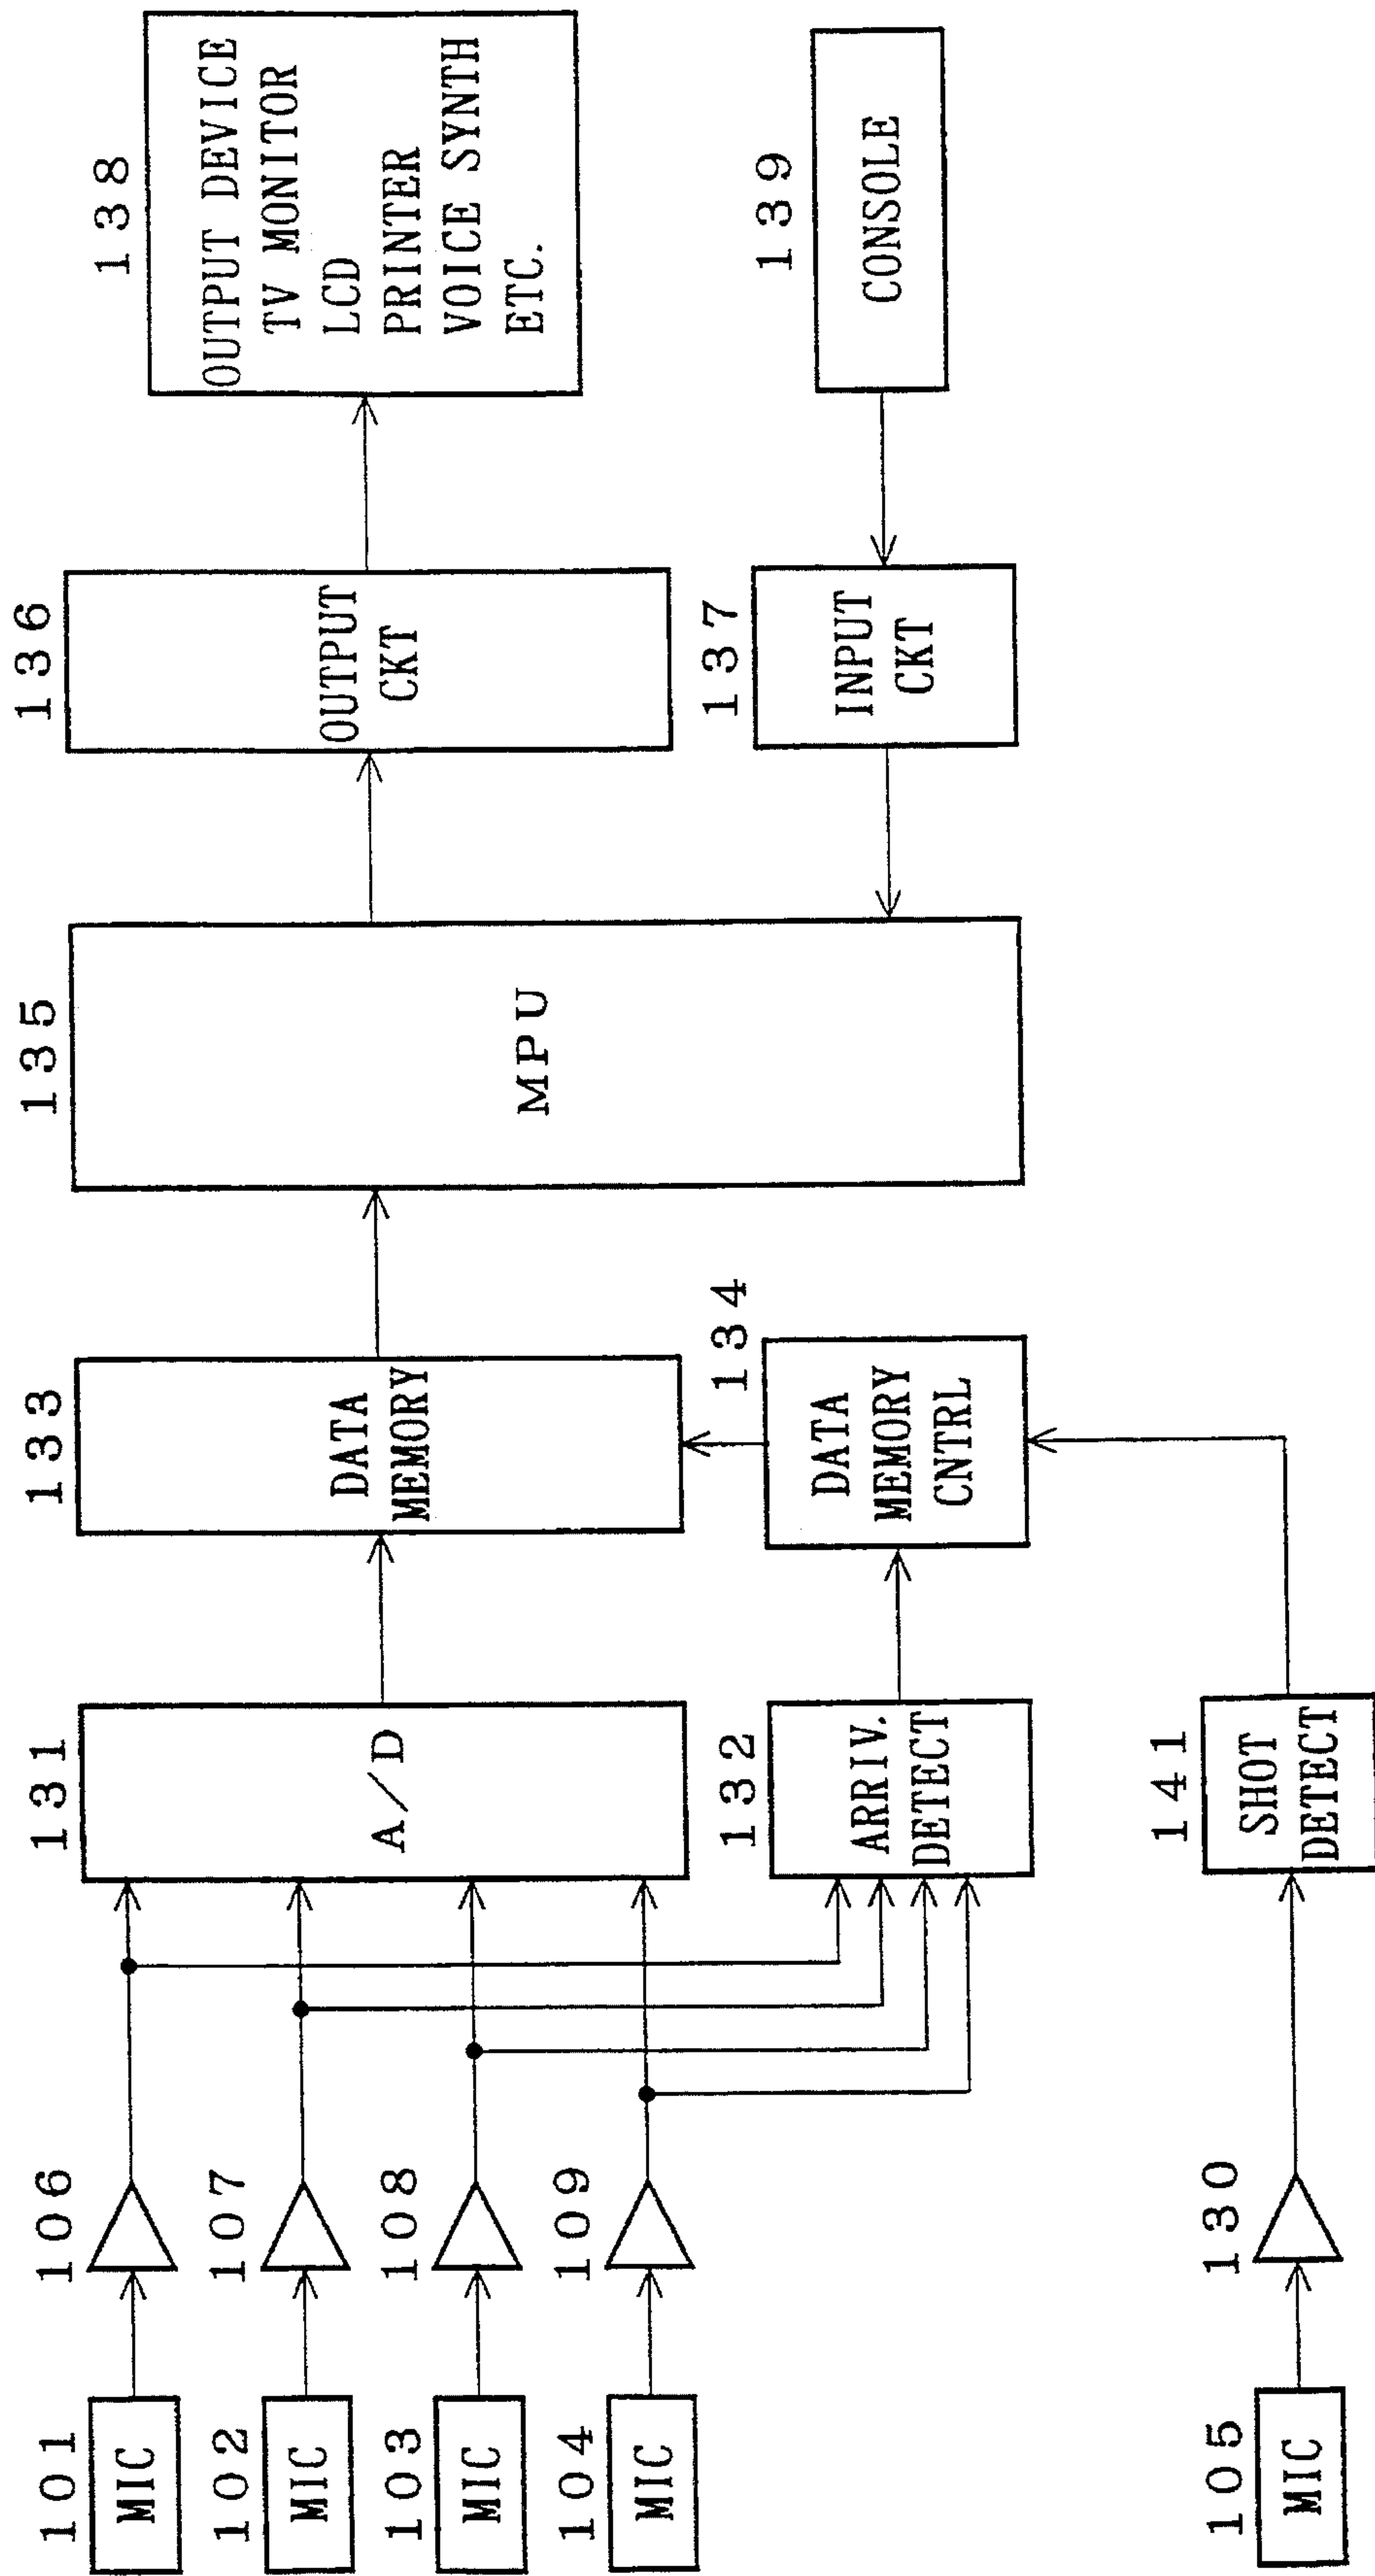 101
MIC
102
MIC
103
MIC
104
MIC
105
MIC
106
107
108
109
130
131
A/D
132
ARRIV.
DETECT
141
SHOT
DETECT
133
DATA
MEMORY
134
DATA
MEMORY
CNTRL
135
MPU
136
OUTPUT
CKT
137
INPUT
CKT
138
OUTPUT DEVICE
TV MONITOR
LCD
PRINTER
VOICE SYNTH
ETC.
139
CONSOLE